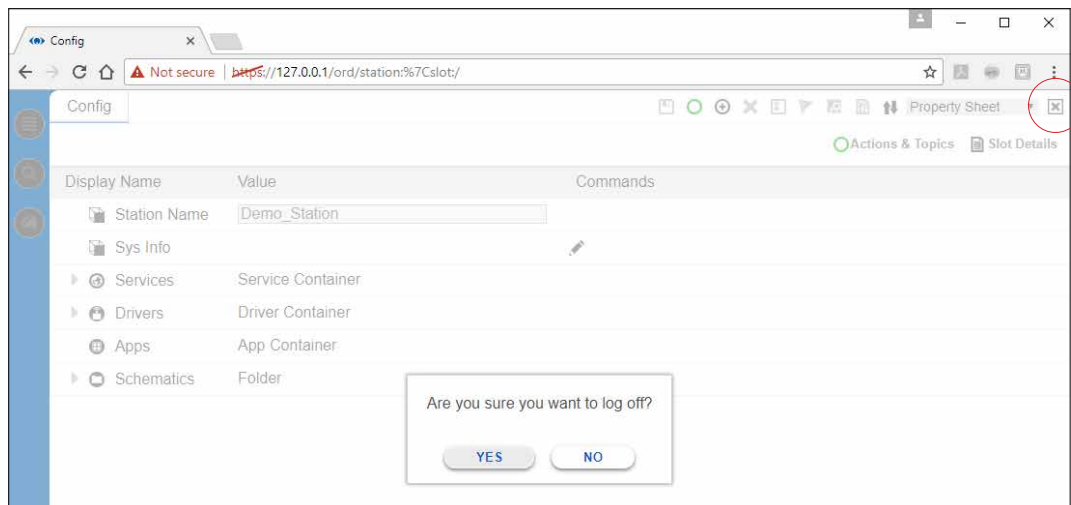 Config
Not secure | https://127.0.0.1/ord/station:%7Cslot:/
Config
Property Sheet
Actions & Topics Slot Details
Display Name Value Commands
Station Name Demo_Station
Sys Info
Services Service Container
Drivers Driver Container
Apps App Container
Schematics Folder
Are you sure you want to log off?
YES NO